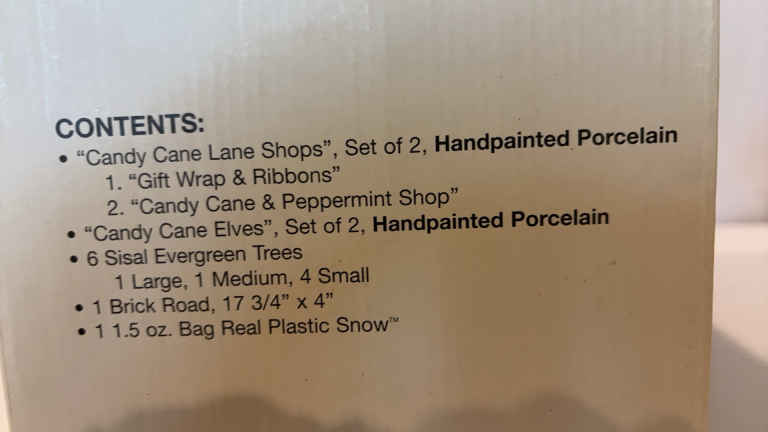 CONTENTS:
• “Candy Cane Lane Shops”, Set of 2, Handpainted Porcelain
1. “Gift Wrap & Ribbons”
2. “Candy Cane & Peppermint Shop”
• “Candy Cane Elves”, Set of 2, Handpainted Porcelain
• 6 Sisal Evergreen Trees
1 Large, 1 Medium, 4 Small
• 1 Brick Road, 17 3/4” x 4”
• 1 1.5 oz. Bag Real Plastic Snow™